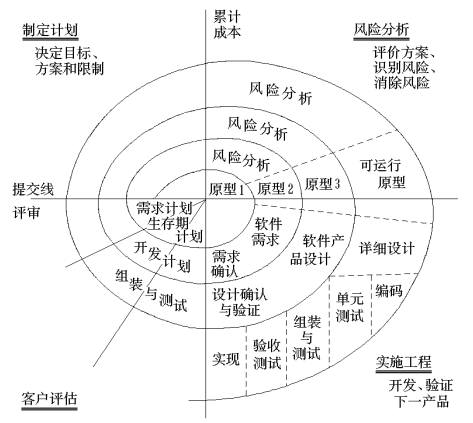 制定计划
累计
成本
风险分析
决定目标、
方案和限制
评价方案、
识别风险、
消除风险
风险分析
风险分析
风险分析
可运行
原型
提交线
原型1
原型2
原型3
评审
需求计划
生存期
计划
软件
需求
开发计划
需求
确认
软件产
品设计
详细设计
组装与测试
设计确认
与验证
单元
测试
编码
组装
与
测试
验收
测试
实现
实施工程
开发、验证
下一产品
客户评估